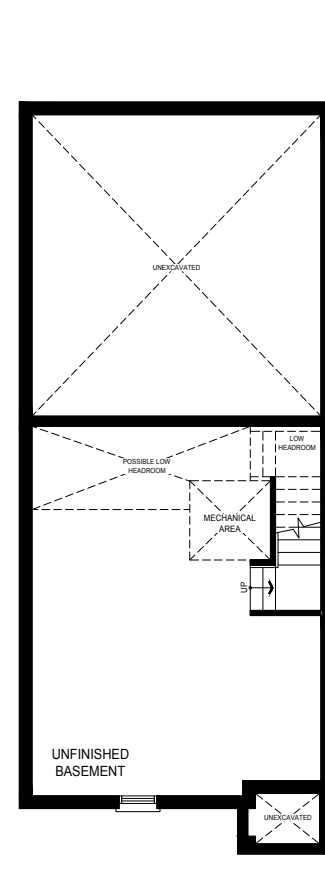 UNEXCAVATED
LOW
HEADROOM
POSSIBLE LOW
HEADROOM
MECHANICAL
AREA
UP
UNFINISHED
BASEMENT
UNEXCAVATED